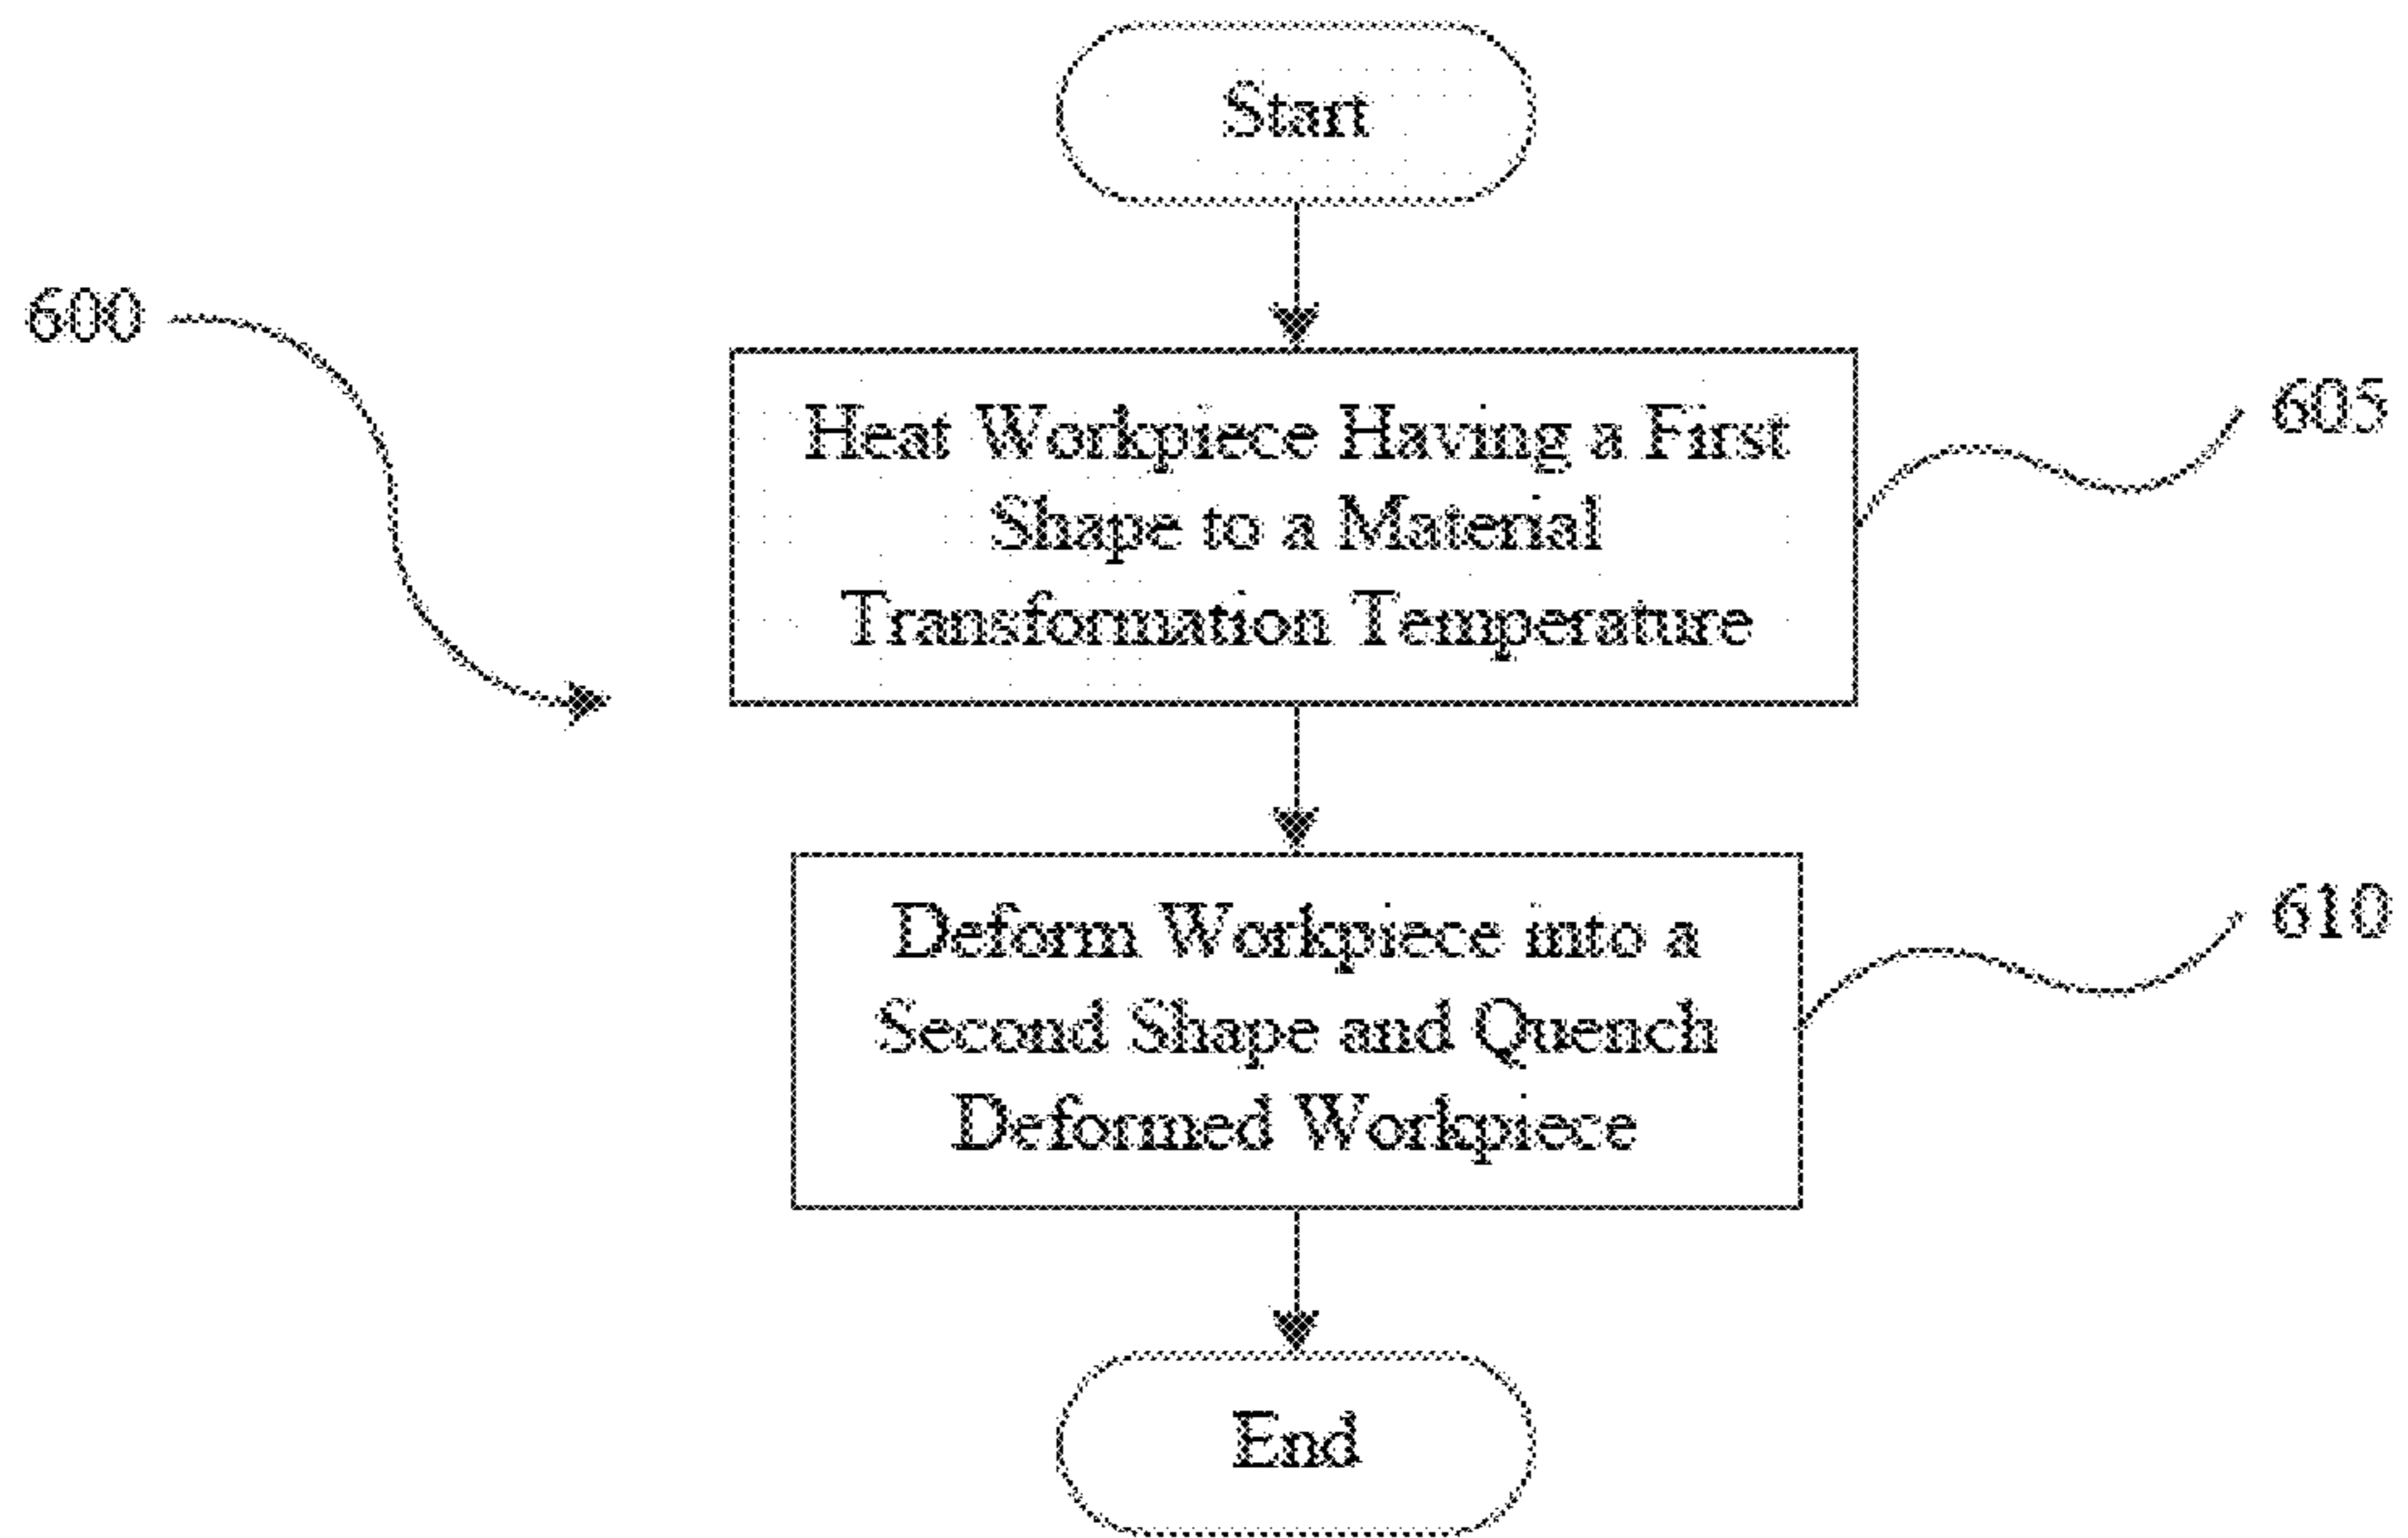 Start
600
605
Heat Workpiece Having a First
Shape to a Material
Transformation Temperature
610
Deform Workpiece into a
Second Shape and Quench
Deformed Workpiece
End